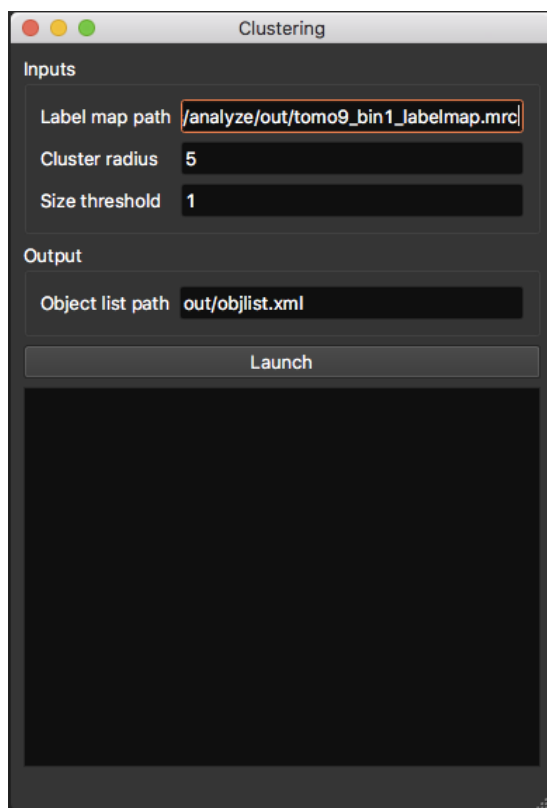 Clustering
Inputs
Label map path /analyze/out/tomo9_bin1_labelmap.mrc
Cluster radius 5
Size threshold 1
Output
Object list path out/objlist.xml
Launch